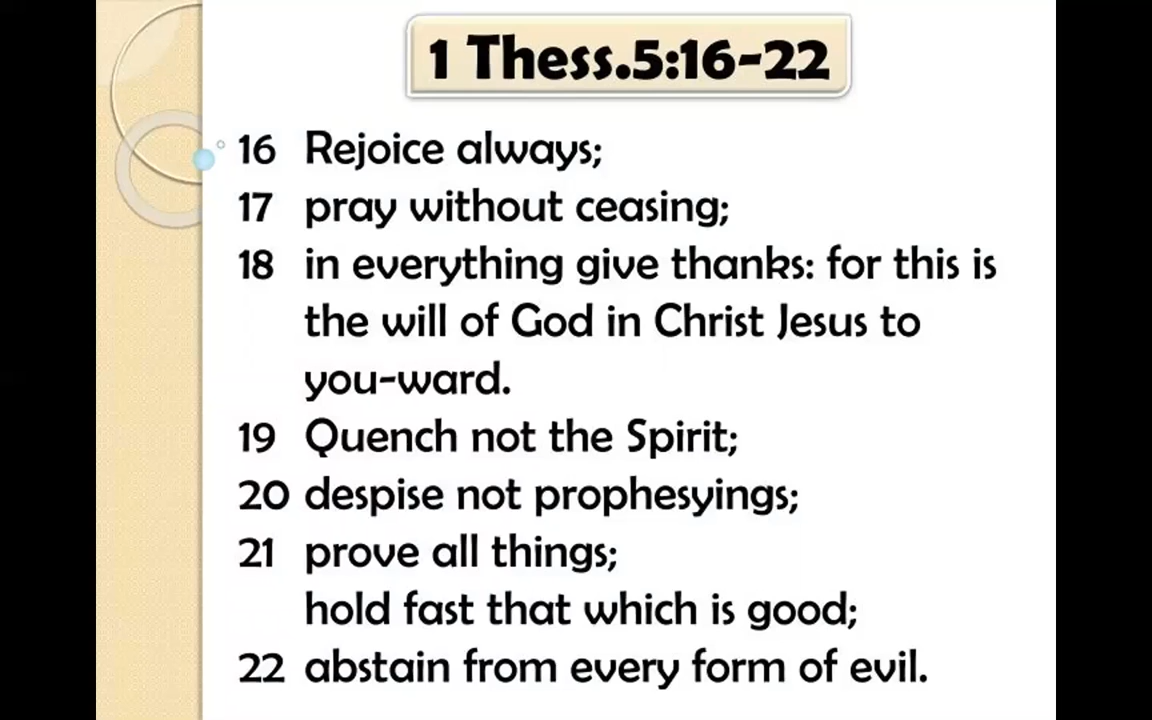 1 Thess.5:16-22
16 Rejoice always;
17 pray without ceasing;
18 in everything give thanks: for this is
the will of God in Christ Jesus to
you-ward.
19 Quench not the Spirit;
20 despise not prophesyings;
21 prove all things;
hold fast that which is good;
22 abstain from every form of evil.